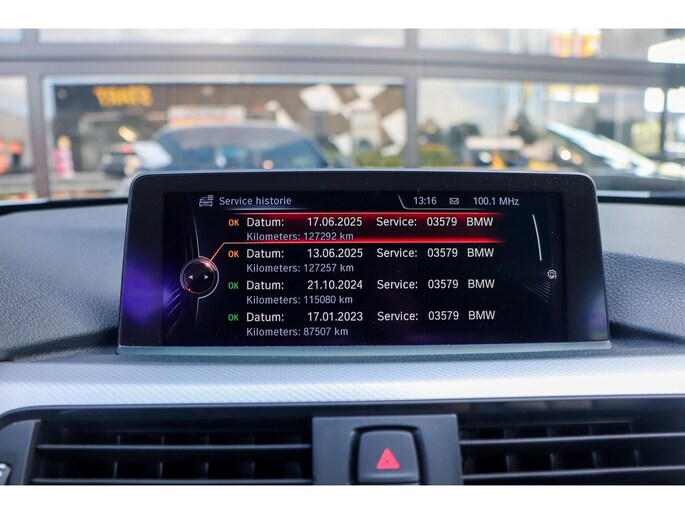 Service historie 13:16 100.1 MHz
OK Datum: 17.06.2025 Service: 03579 BMW
Kilometers: 127292 km
OK Datum: 13.06.2025 Service: 03579 BMW
Kilometers: 127257 km
OK Datum: 21.10.2024 Service: 03579 BMW
Kilometers: 115080 km
OK Datum: 17.01.2023 Service: 03579 BMW
Kilometers: 87507 km